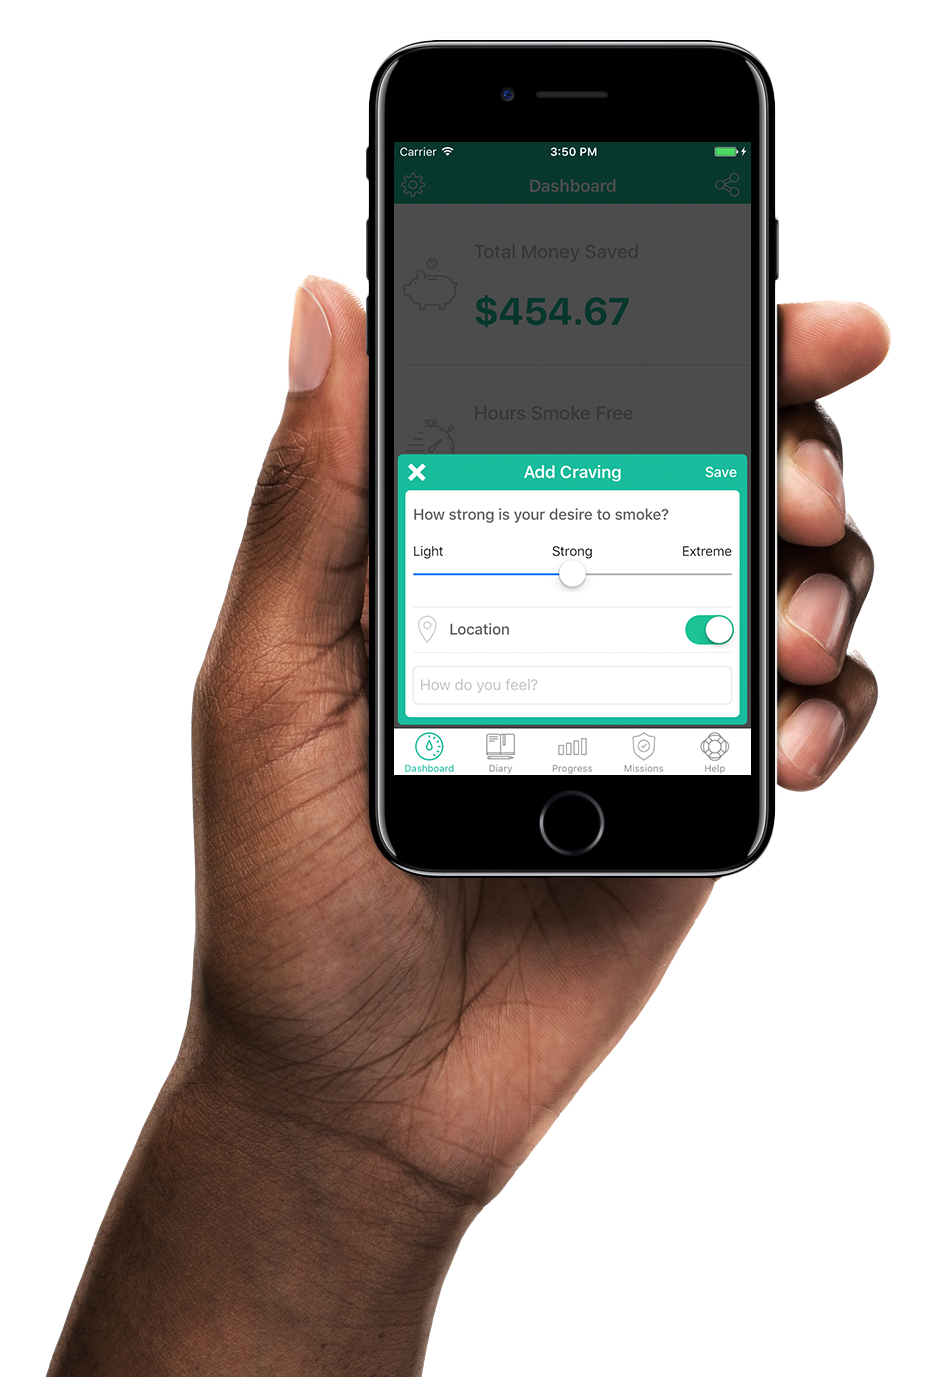 Carrier 3:50 PM
Dashboard
Total Money Saved
$454.67
Hours Smoke Free
Add Craving Save
How strong is your desire to smoke?
Light Strong Extreme
Location
How do you feel?
Dashboard Diary Progress Missions Help